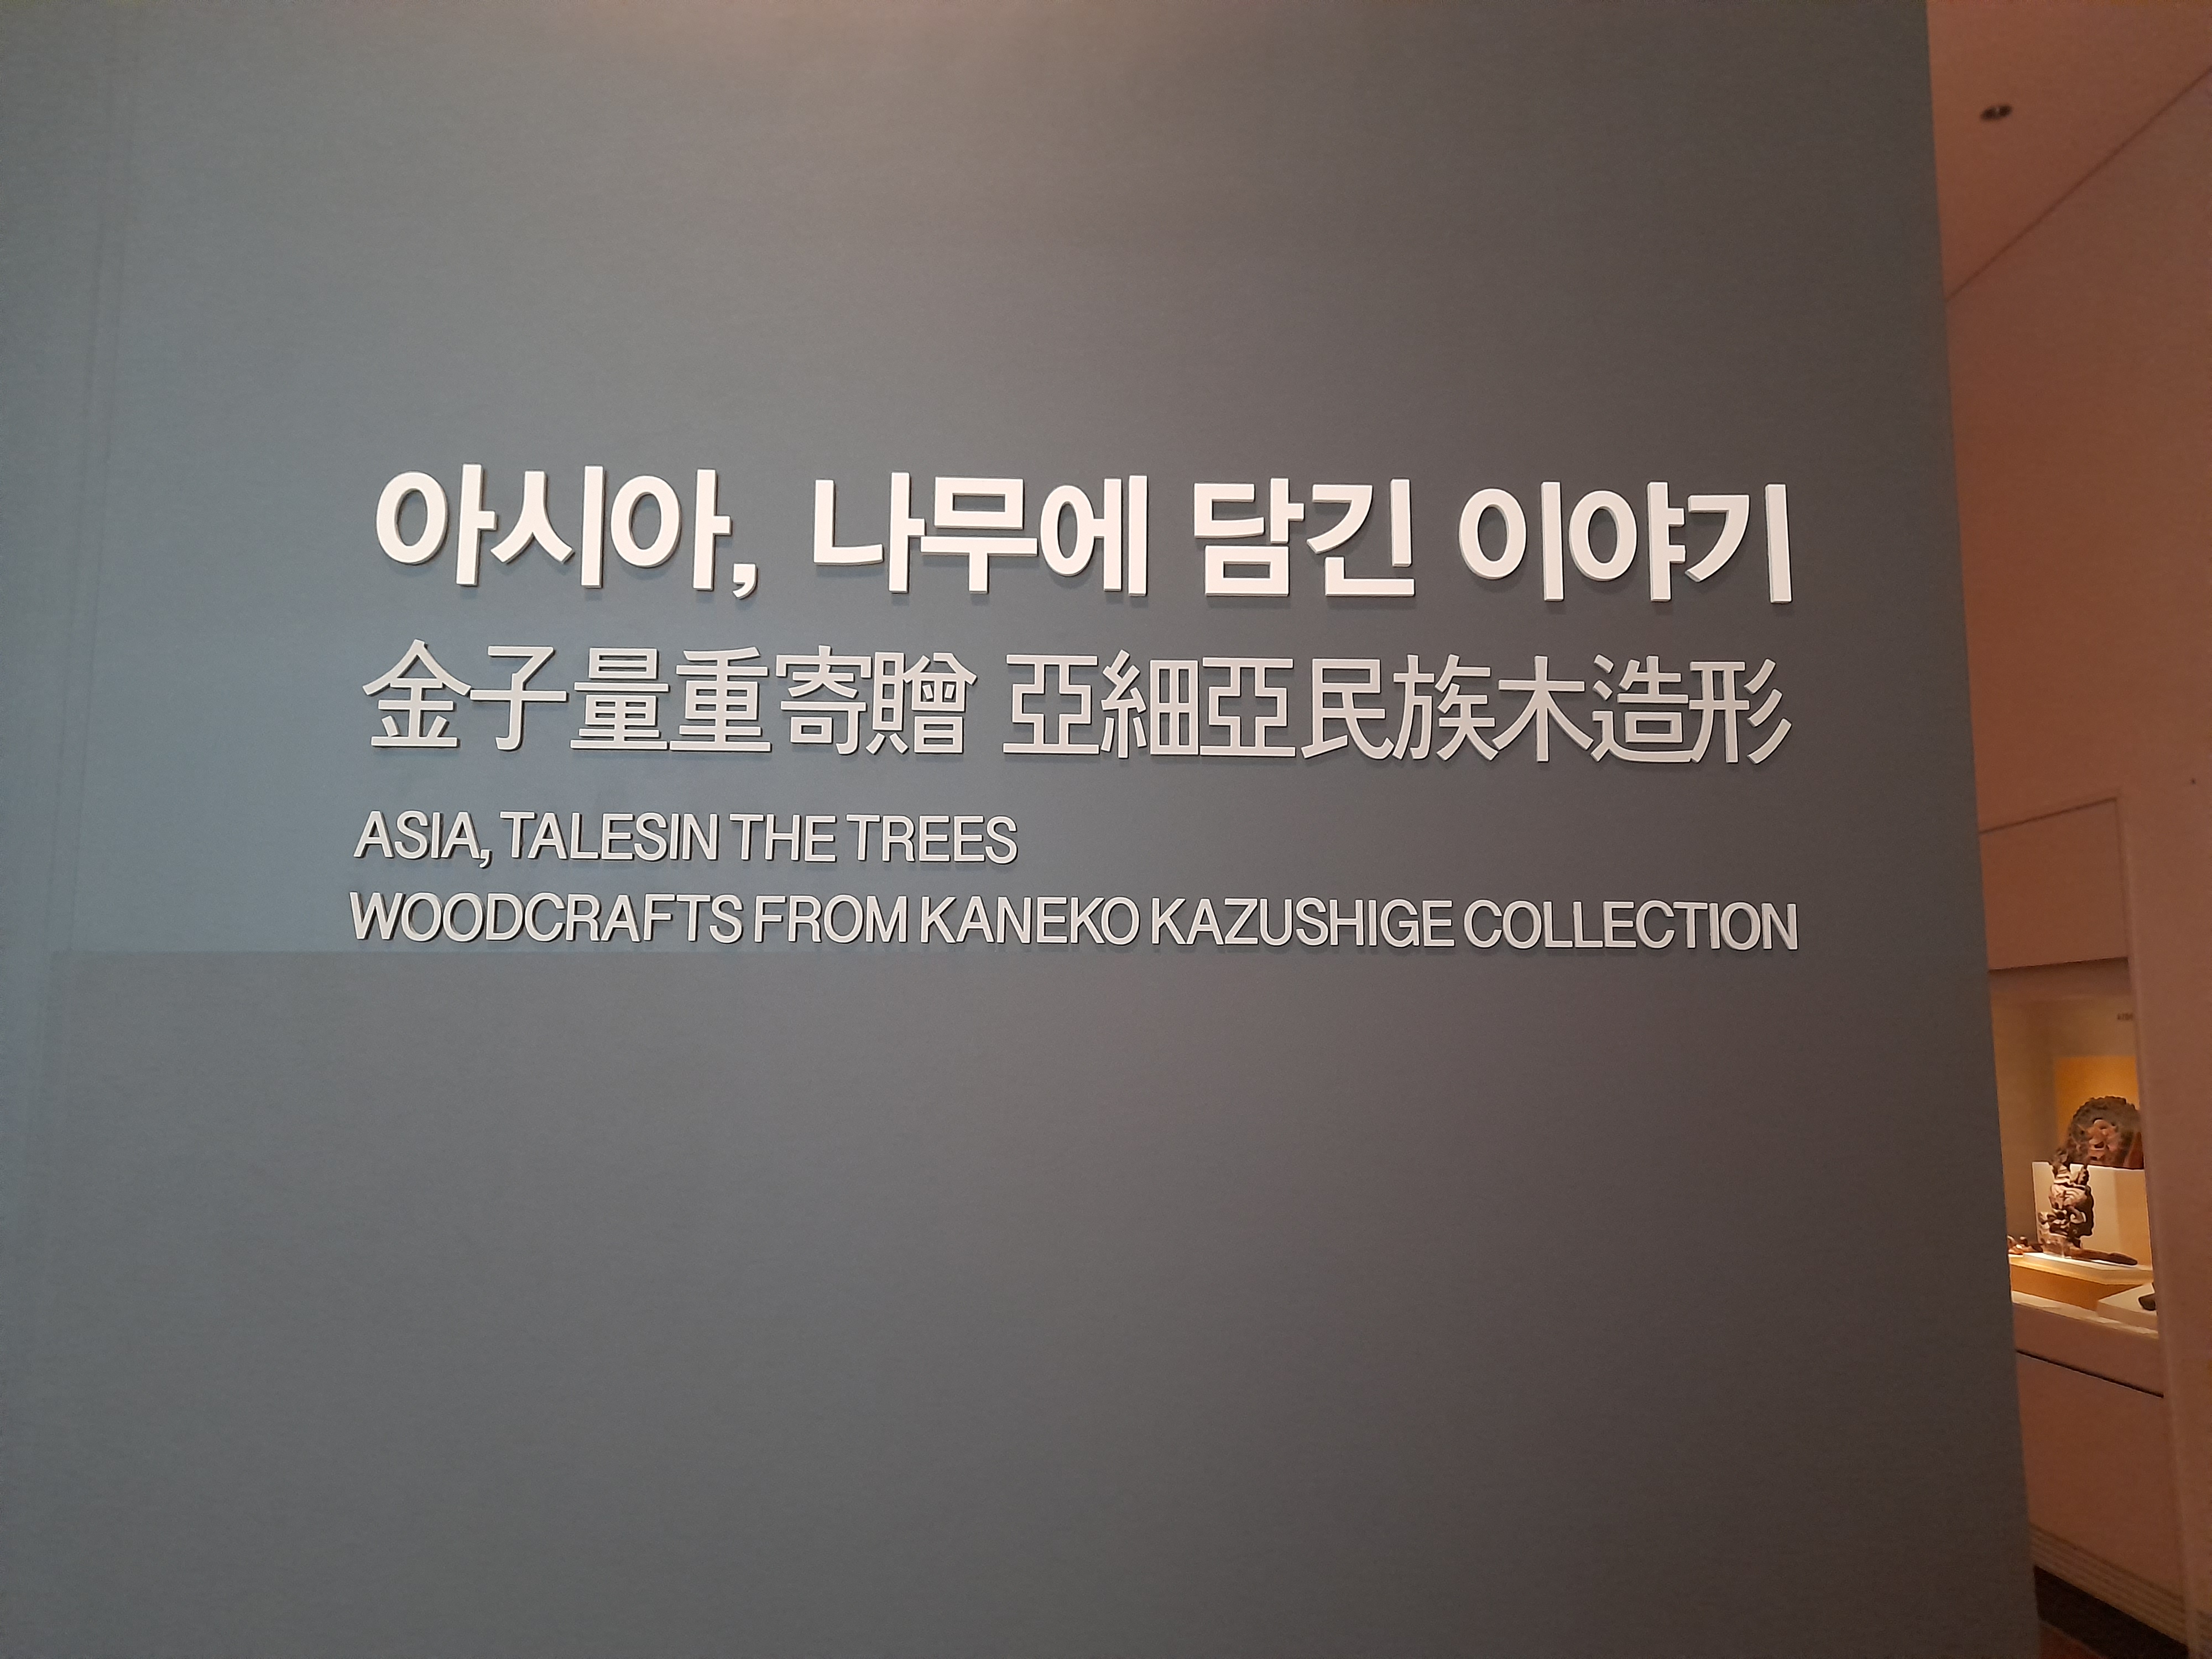 아시아, 나무에 담긴 이야기
金子量重寄贈 亞細亞民族木造形
ASIA, TALESIN THE TREES
WOODCRAFTS FROM KANEKO KAZUSHIGE COLLECTION